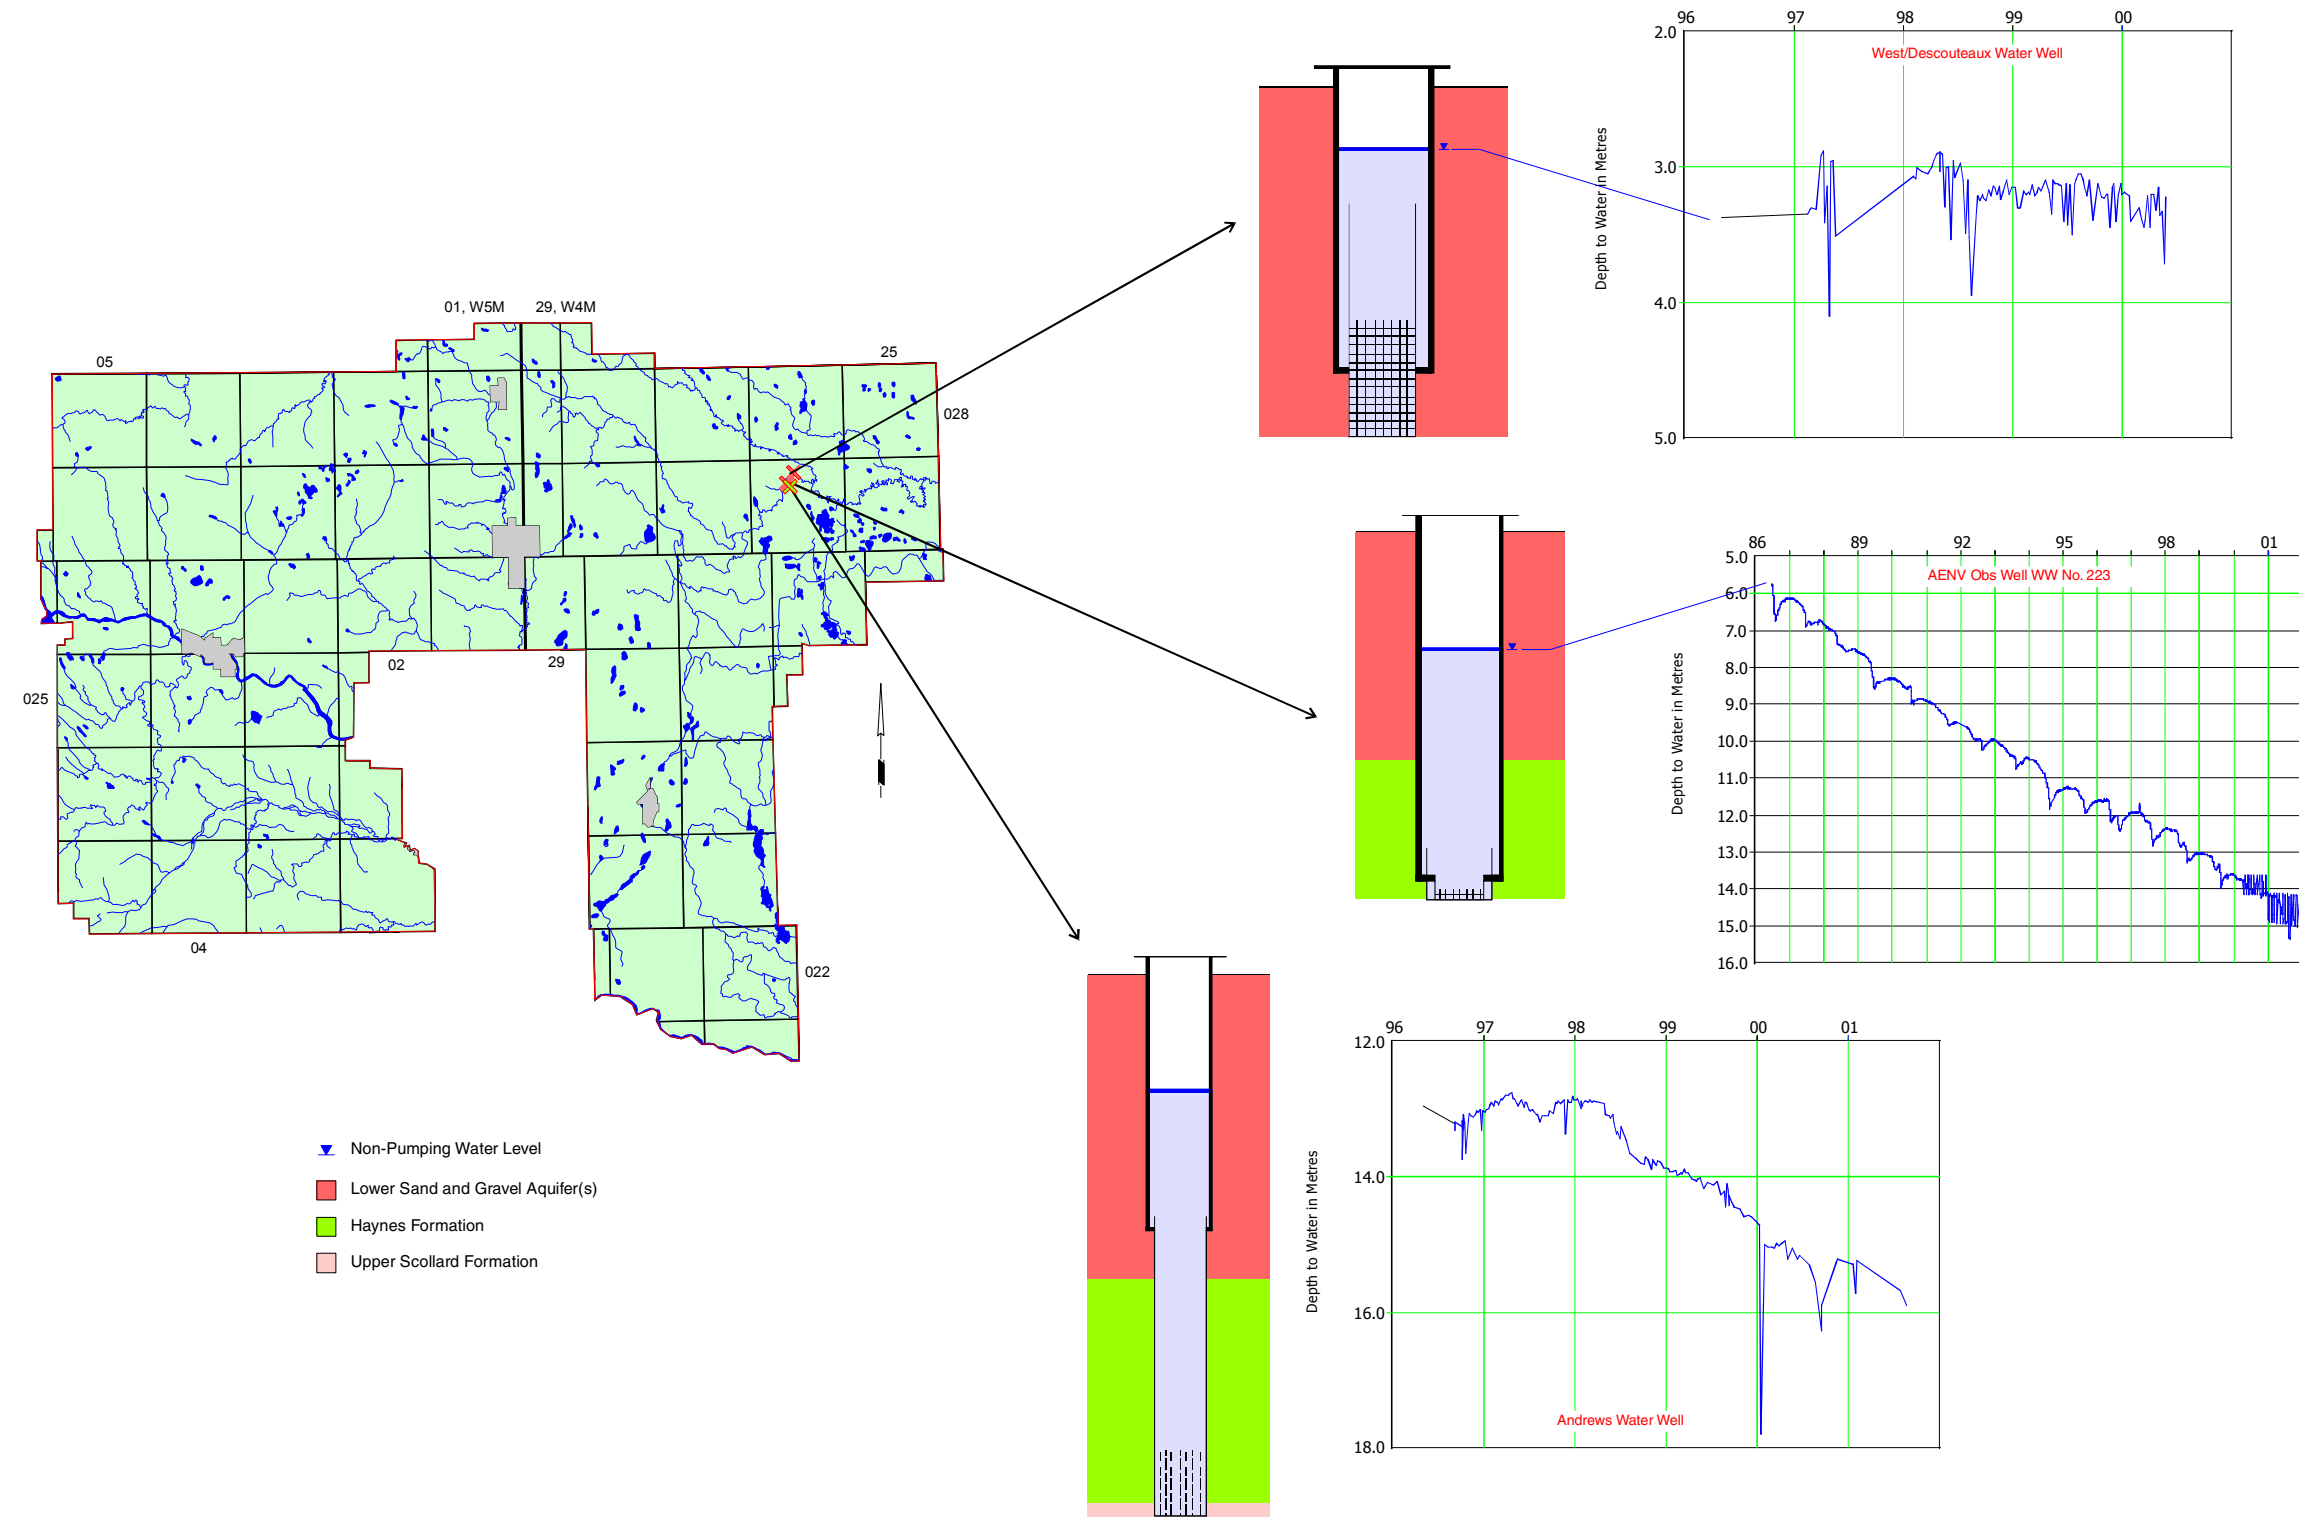 96 97 98 99 00
2.0
West/Descouteaux Water Well
3.0
4.0
5.0
Depth to Water in Metres
01, W5M 29, W4M
05
25
028
02
29
025
04
022
86 89 92 95 98 01
5.0
AENV Obs Well WW No. 223
6.0
7.0
8.0
9.0
10.0
11.0
12.0
13.0
14.0
15.0
16.0
Depth to Water in Metres
96 97 98 99 00 01
12.0
14.0
16.0
18.0
Depth to Water in Metres
Andrews Water Well
Non-Pumping Water Level
Lower Sand and Gravel Aquifer(s)
Haynes Formation
Upper Scollard Formation